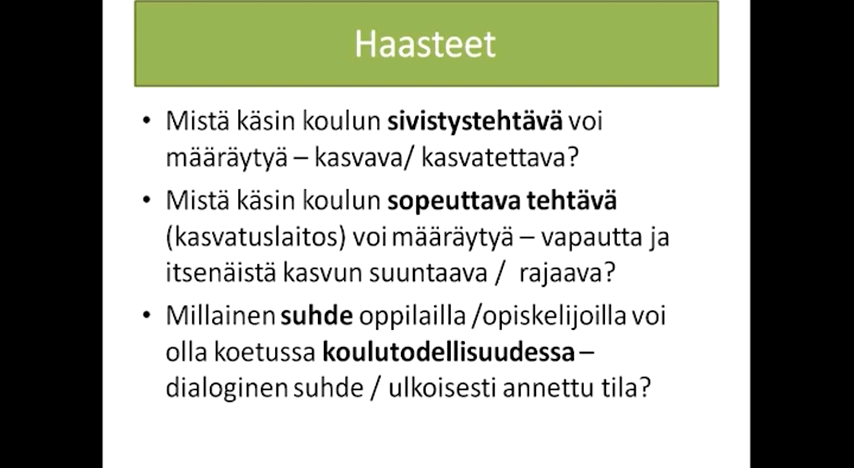 Haasteet
• Mistä käsin koulun sivistystehtävä voi
määräytyä – kasvava/ kasvatettava?
• Mistä käsin koulun sopeuttava tehtävä
(kasvatuslaitos) voi määräytyä – vapautta ja
itsenäistä kasvun suuntaava / rajaava?
• Millainen suhde oppilailla /opiskelijoilla voi
olla koetussa koulutodellisuudessa –
dialoginen suhde / ulkoisesti annettu tila?